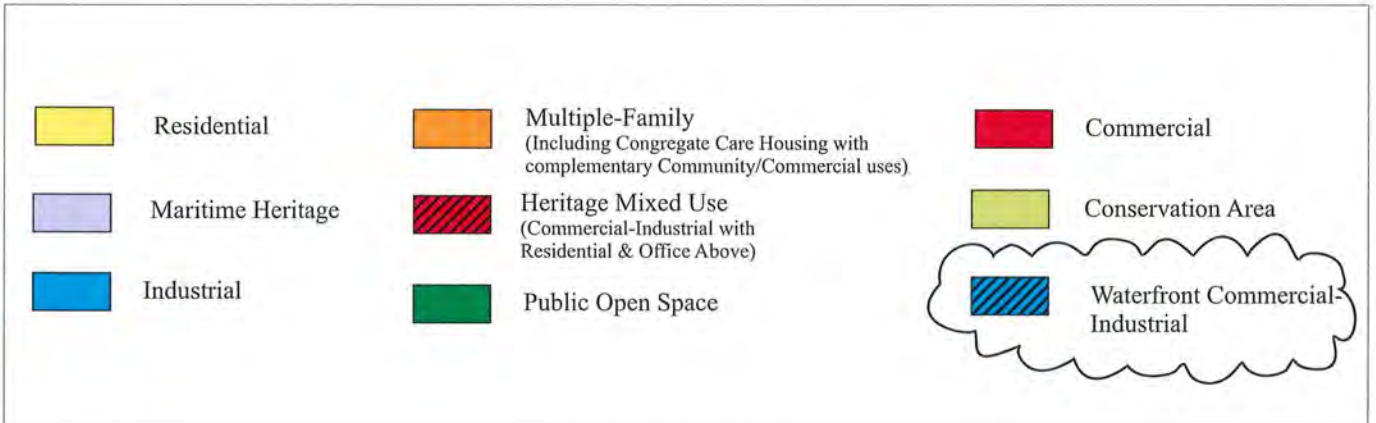 Residential
Maritime Heritage
Industrial
Multiple-Family
(Including Congregate Care Housing with
complementary Community/Commercial uses)
Heritage Mixed Use
(Commercial-Industrial with
Residential & Office Above)
Public Open Space
Commercial
Conservation Area
Waterfront Commercial-
Industrial